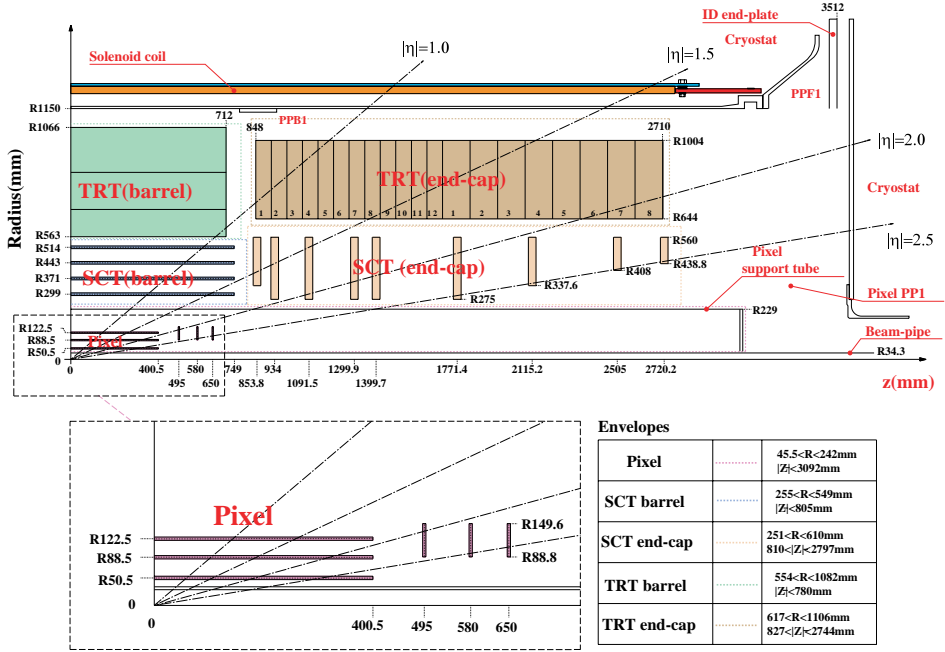 3512
ID end-plate
Cryostat
|η|=1.0
Solenoid coil
|η|=1.5
PPF1
R1150
PPB1
R1066
712
848
2710
R1004
|η|=2.0
TRT(barrel)
TRT(end-cap)
Cryostat
Radius(mm)
1 2 3 4 5 6 7 8 9 10 11 12 1 2 3 4 5 6 7 8
R644
R563
R514
R443
R371
R299
SCT(barrel)
SCT (end-cap)
R560
R438.8
R408
R337.6
R275
|η|=2.5
Pixel
support tube
Pixel PP1
R229
R122.5
R88.5
R50.5
Pixel
Beam-pipe
R34.3
0
0
400.5
580
749
934
1299.9
1771.4
2115.2
2505
2720.2
495
650
853.8
1091.5
1399.7
z(mm)
Pixel
R122.5
R88.5
R50.5
R149.6
R88.8
0
0
400.5
495
580
650
Envelopes
Pixel
45.5<R<242mm
|Z|<3092mm
SCT barrel
255<R<549mm
|Z|<805mm
SCT end-cap
251<R<610mm
810<|Z|<2797mm
TRT barrel
554<R<1082mm
|Z|<780mm
TRT end-cap
617<R<1106mm
827<|Z|<2744mm